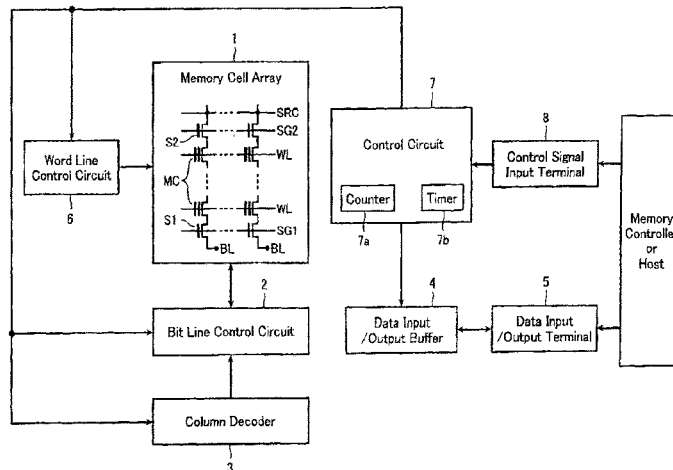 1
Memory Cell Array
SRC
S2
SG2
WL
MC
WL
S1
SG1
BL
BL
Word Line
Control Circuit
6
2
Bit Line Control Circuit
Column Decoder
3
7
Control Circuit
Counter
Timer
7a
7b
8
Control Signal
Input Terminal
4
Data Input
/Output Buffer
5
Data Input
/Output Terminal
Memory
Controller
or
Host